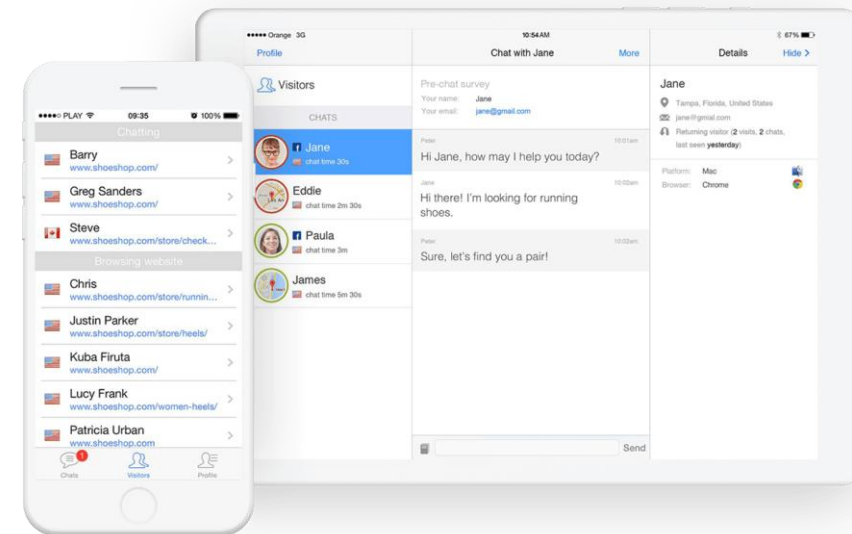 PLAY 09:35 100%
Chatting
Barry
www.shoeshop.com/
Greg Sanders
www.shoeshop.com/
Steve
www.shoeshop.com/store/check...
Browsing website
Chris
www.shoeshop.com/store/runnin...
Justin Parker
www.shoeshop.com/store/heels/
Kuba Firuta
www.shoeshop.com/
Lucy Frank
www.shoeshop.com/women-heels/
Patricia Urban
www.shoeshop.com
1
Chats Visitors Profile
Orange 3G 10:54AM 67%
Profile
Visitors
CHATS
Jane
chat time 30s
Eddie
chat time 2m 30s
Paula
chat time 3m
James
chat time 5m 30s
Chat with Jane More
Pre-chat survey
Your name: Jane
Your email: jane@gmail.com
Peter 10:01am
Hi Jane, how may I help you today?
Jane 10:02am
Hi there! I'm looking for running
shoes.
Peter 10:03am
Sure, let's find you a pair!
Send
Details Hide >
Jane
Tampa, Florida, United States
jane@gmail.com
Returning visitor (2 visits, 2 chats,
last seen yesterday)
Platform: Mac
Browser: Chrome